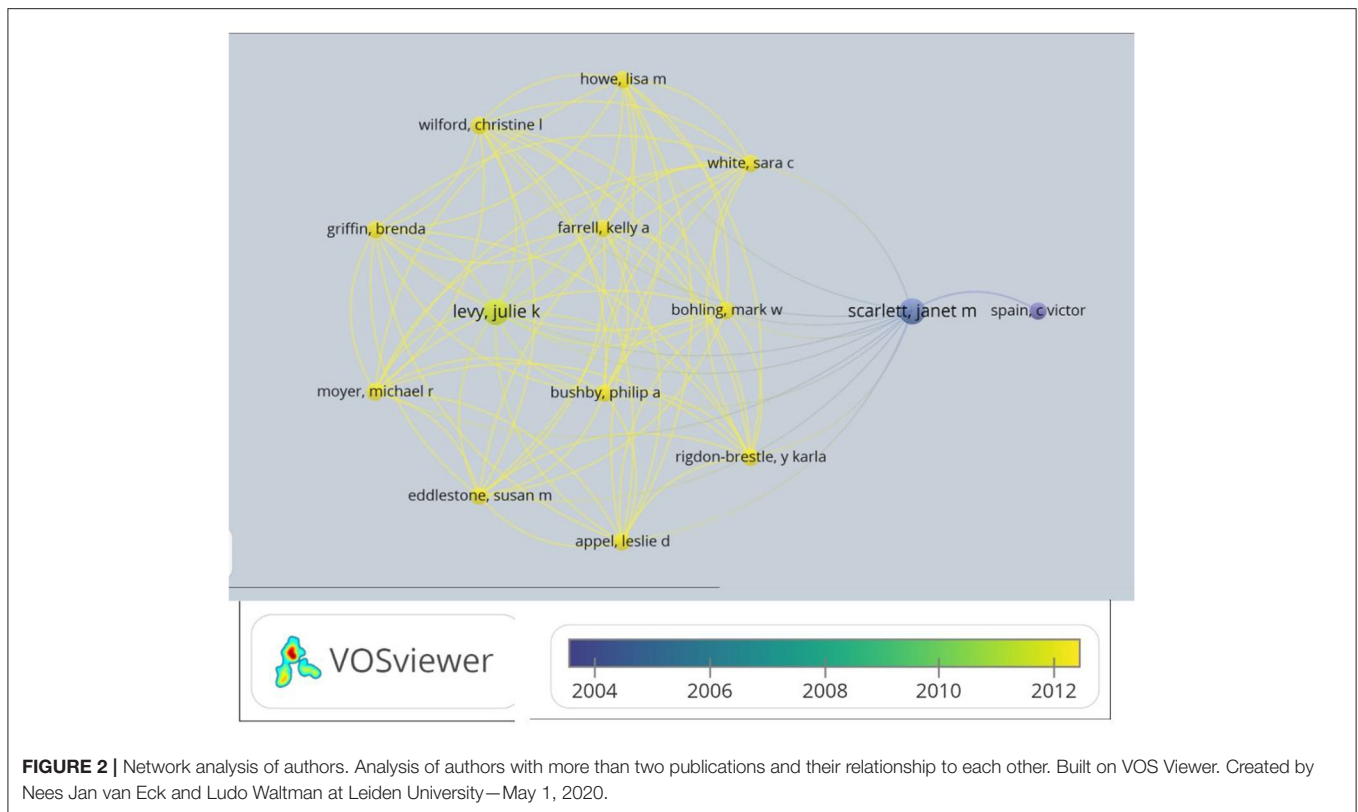 howe, lisa m
wilford, christine l
white, sara c
griffin, brenda
farrell, kelly a
levy, julie k
bohling, mark w
scarlett, janet m
spain, c victor
moyer, michael r
bushby, philip a
rigdon-brestle, y karla
eddlestone, susan m
appel, leslie d
VOSviewer
2004 2006 2008 2010 2012
FIGURE 2 | Network analysis of authors. Analysis of authors with more than two publications and their relationship to each other. Built on VOS Viewer. Created by
Nees Jan van Eck and Ludo Waltman at Leiden University—May 1, 2020.